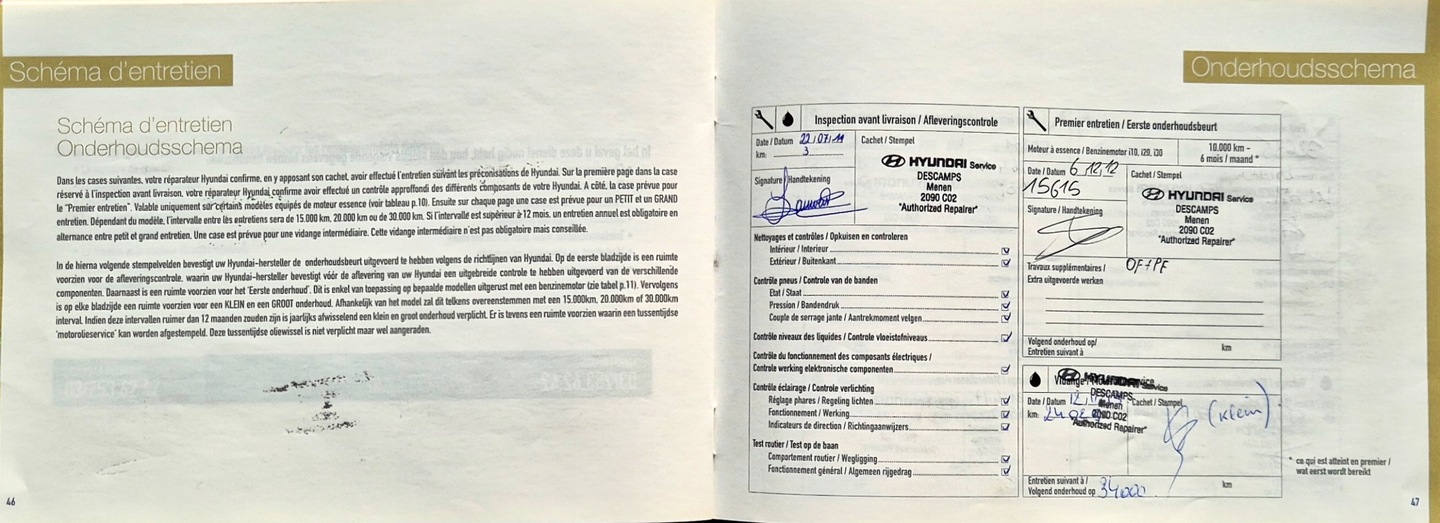 Schéma d'entretien
Schéma d'entretien
Onderhoudsschema
Dans les cases suivantes, votre réparateur Hyundai confirme, en y apposant son cachet, avoir effectué l'entretien suivant les préconisations de Hyundai. Sur la première page dans la case
réservé à l'inspection avant livraison, votre réparateur Hyundai confirme avoir effectué un contrôle approfondi des différents composants de votre Hyundai. A côté, la case prévue pour
le "Premier entretien". Valable uniquement sur certains modèles équipés de moteur essence (voir tableau p.10). Ensuite sur chaque page une case est prévue pour un PETIT et un GRAND
entretien. Dépendant du modèle, l'intervalle entre les entretiens sera de 15.000 km, 20.000 km ou de 30.000 km. Si l'intervalle est supérieur à 12 mois, un entretien annuel est obligatoire en
alternance entre petit et grand entretien. Une case est prévue pour une vidange intermédiaire. Cette vidange intermédiaire n'est pas obligatoire mais conseillée.
In de hierna volgende stempelvelden bevestigt uw Hyundai-hersteller de onderhoudsbeurt uitgevoerd te hebben volgens de richtlijnen van Hyundai. Op de eerste bladzijde is een ruimte
voorzien voor de afleveringscontrole, waarin uw Hyundai-hersteller bevestigt vóór de aflevering van uw Hyundai een uitgebreide controle te hebben uitgevoerd van de verschillende
componenten. Daarnaast is een ruimte voorzien voor het 'Eerste onderhoud'. Dit is enkel van toepassing op bepaalde modellen uitgerust met een benzinemotor (zie tabel p.11). Vervolgens
is op elke bladzijde een ruimte voorzien voor een KLEIN en een GROOT onderhoud. Afhankelijk van het model zal dit telkens overeenstemmen met een 15.000km, 20.000km of 30.000km
interval. Indien deze intervallen ruimer dan 12 maanden zouden zijn is jaarlijks afwisselend een klein en groot onderhoud verplicht. Er is tevens een ruimte voorzien waarin een tussentijdse
'motorolieservice' kan worden afgestempeld. Deze tussentijdse oliewissel is niet verplicht maar wel aangeraden.
46
Onderhoudsschema
Inspection avant livraison / Afleveringscontrole
Date / Datum 22/07/11
km: 3
Cachet / Stempel
HYUNDAI Service
DESCAMPS
Menen
2090 C02
"Authorized Repairer"
Signature / Handtekening
Nettoyages et contrôles / Opkuisen en controleren
Intérieur / Interieur
Extérieur / Buitenkant
Contrôle pneus / Controle van de banden
Etat / Staat
Pression / Bandendruk
Couple de serrage jante / Aantrekmoment velgen
Contrôle niveaux des liquides / Controle vloeistofniveaus
Contrôle du fonctionnement des composants électriques /
Controle werking elektronische componenten
Contrôle éclairage / Controle verlichting
Réglage phares / Regeling lichten
Fonctionnement / Werking
Indicateurs de direction / Richtingaanwijzers
Test routier / Test op de baan
Comportement routier / Wegligging
Fonctionnement général / Algemeen rijgedrag
Premier entretien / Eerste onderhoudsbeurt
Moteur à essence / Benzinemotor i10, i20, i30
10.000 km -
6 mois / maand *
Date / Datum 6/12/12
15615
Cachet / Stempel
HYUNDAI Service
DESCAMPS
Menen
2090 C02
"Authorized Repairer"
Signature / Handtekening
Travaux supplémentaires /
Extra uitgevoerde werken
OF+PF
Volgend onderhoud op/
Entretien suivant à
km
HYUNDAI Service
DESCAMPS
Menen
2090 C02
"Authorized Repairer"
Date / Datum
Cachet / Stempel
km:
(klein)
Entretien suivant à /
Volgend onderhoud op 34000
km
* ce qui est atteint en premier /
wat eerst wordt bereikt
47